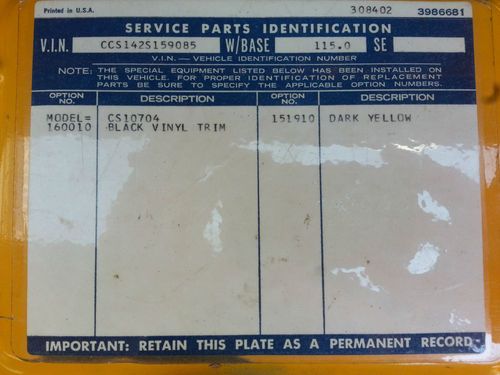 Printed in U.S.A. 308402 3986681
SERVICE PARTS IDENTIFICATION
V.I.N. CCS142S159085 W/BASE 115.0 SE
V.I.N. — VEHICLE IDENTIFICATION NUMBER
NOTE: THE SPECIAL EQUIPMENT LISTED BELOW HAS BEEN INSTALLED ON
THIS VEHICLE. FOR PROPER IDENTIFICATION OF REPLACEMENT
PARTS BE SURE TO SPECIFY THE APPLICABLE OPTION NUMBERS.
OPTION NO. DESCRIPTION OPTION NO. DESCRIPTION
MODEL= CS10704 151910 DARK YELLOW
160010 BLACK VINYL TRIM
IMPORTANT: RETAIN THIS PLATE AS A PERMANENT RECORD